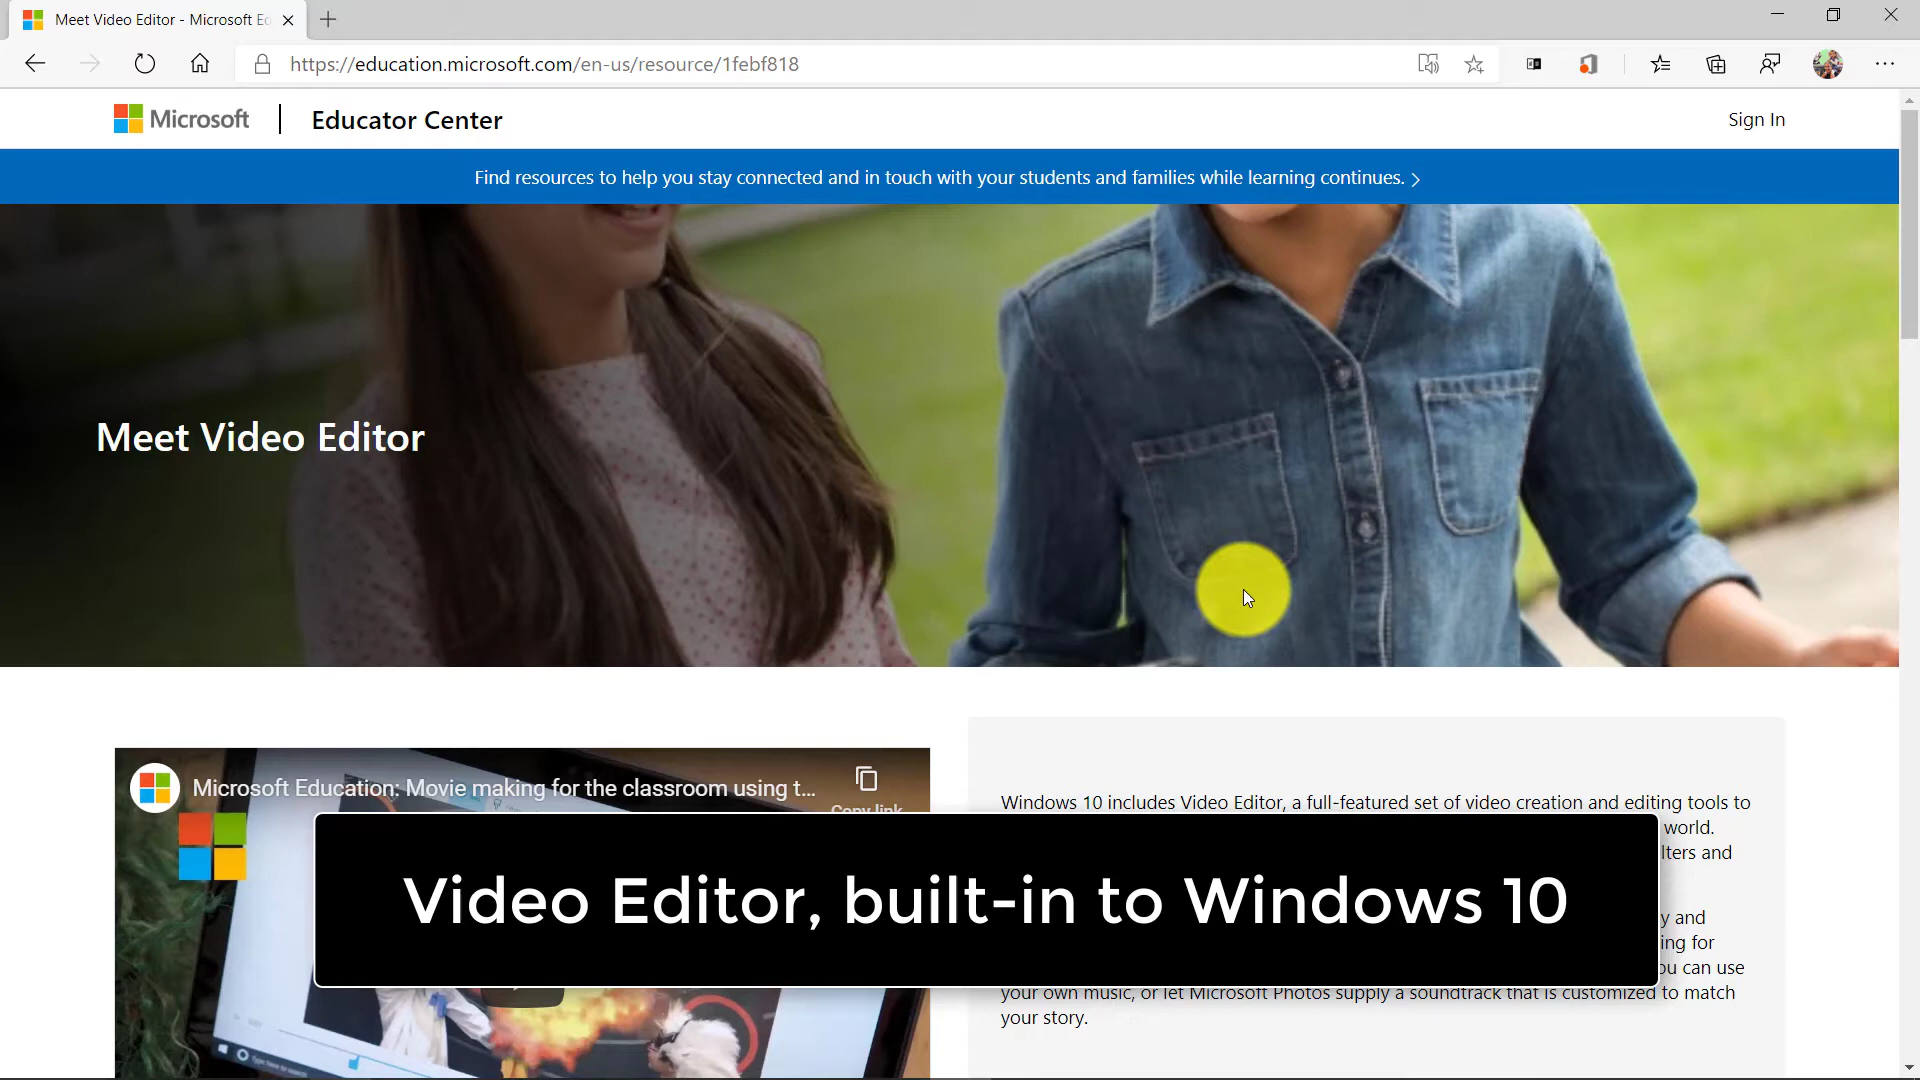 Meet Video Editor - Microsoft Ed
https://education.microsoft.com/en-us/resource/1febf818
Microsoft
Educator Center
Sign In
Find resources to help you stay connected and in touch with your students and families while learning continues.
Meet Video Editor
Microsoft Education: Movie making for the classroom using t...
Copy link
Windows 10 includes Video Editor, a full-featured set of video creation and editing tools to
world.
lters and
Video Editor, built-in to Windows 10
y and
ing for
ou can use
your own music, or let Microsoft Photos supply a soundtrack that is customized to match
your story.